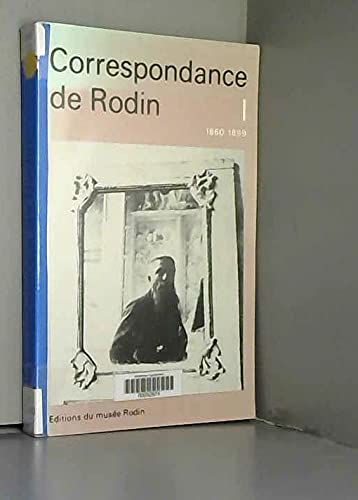 Correspondance
de Rodin
I
1860 1899
Editions du musée Rodin